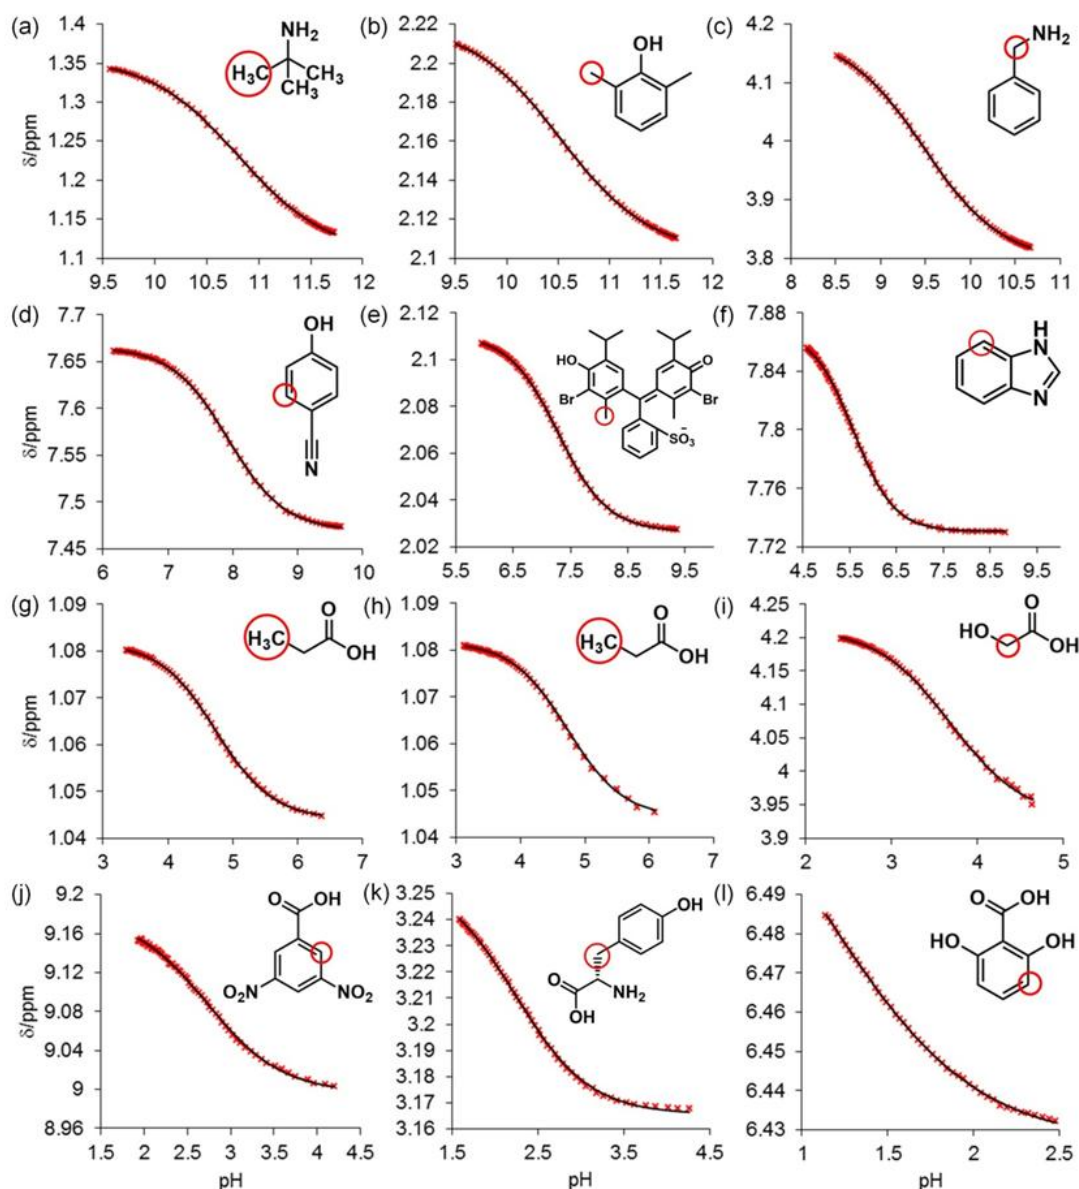 (a)
1.4
1.35
1.3
1.25
1.2
1.15
1.1
9.5 10 10.5 11 11.5 12
δ/ppm
NH2
H3C
CH3
CH3
(b)
2.22
2.2
2.18
2.16
2.14
2.12
2.1
9.5 10 10.5 11 11.5 12
OH
(c)
4.2
4.1
4
3.9
3.8
8 8.5 9 9.5 10 10.5 11
NH2
(d)
7.7
7.65
7.6
7.55
7.5
7.45
6 7 8 9 10
δ/ppm
OH
N
(e)
2.12
2.1
2.08
2.06
2.04
2.02
5.5 6.5 7.5 8.5 9.5
HO
O
Br
Br
SO3−
(f)
7.88
7.84
7.8
7.76
7.72
4.5 5.5 6.5 7.5 8.5 9.5
H
N
N
(g)
1.09
1.08
1.07
1.06
1.05
1.04
3 4 5 6 7
δ/ppm
O
H3C
OH
(h)
1.09
1.08
1.07
1.06
1.05
1.04
3 4 5 6 7
O
H3C
OH
(i)
4.25
4.2
4.15
4.1
4.05
4
3.95
3.9
2 3 4 5
O
HO
OH
(j)
9.2
9.16
9.12
9.08
9.04
9
8.96
1.5 2 2.5 3 3.5 4 4.5
δ/ppm
pH
O
OH
O2N
NO2
(k)
3.25
3.24
3.23
3.22
3.21
3.2
3.19
3.18
3.17
3.16
1.5 2.5 3.5 4.5
pH
OH
O
NH2
OH
(l)
6.49
6.48
6.47
6.46
6.45
6.44
6.43
1 1.5 2 2.5
pH
O
OH
HO
OH